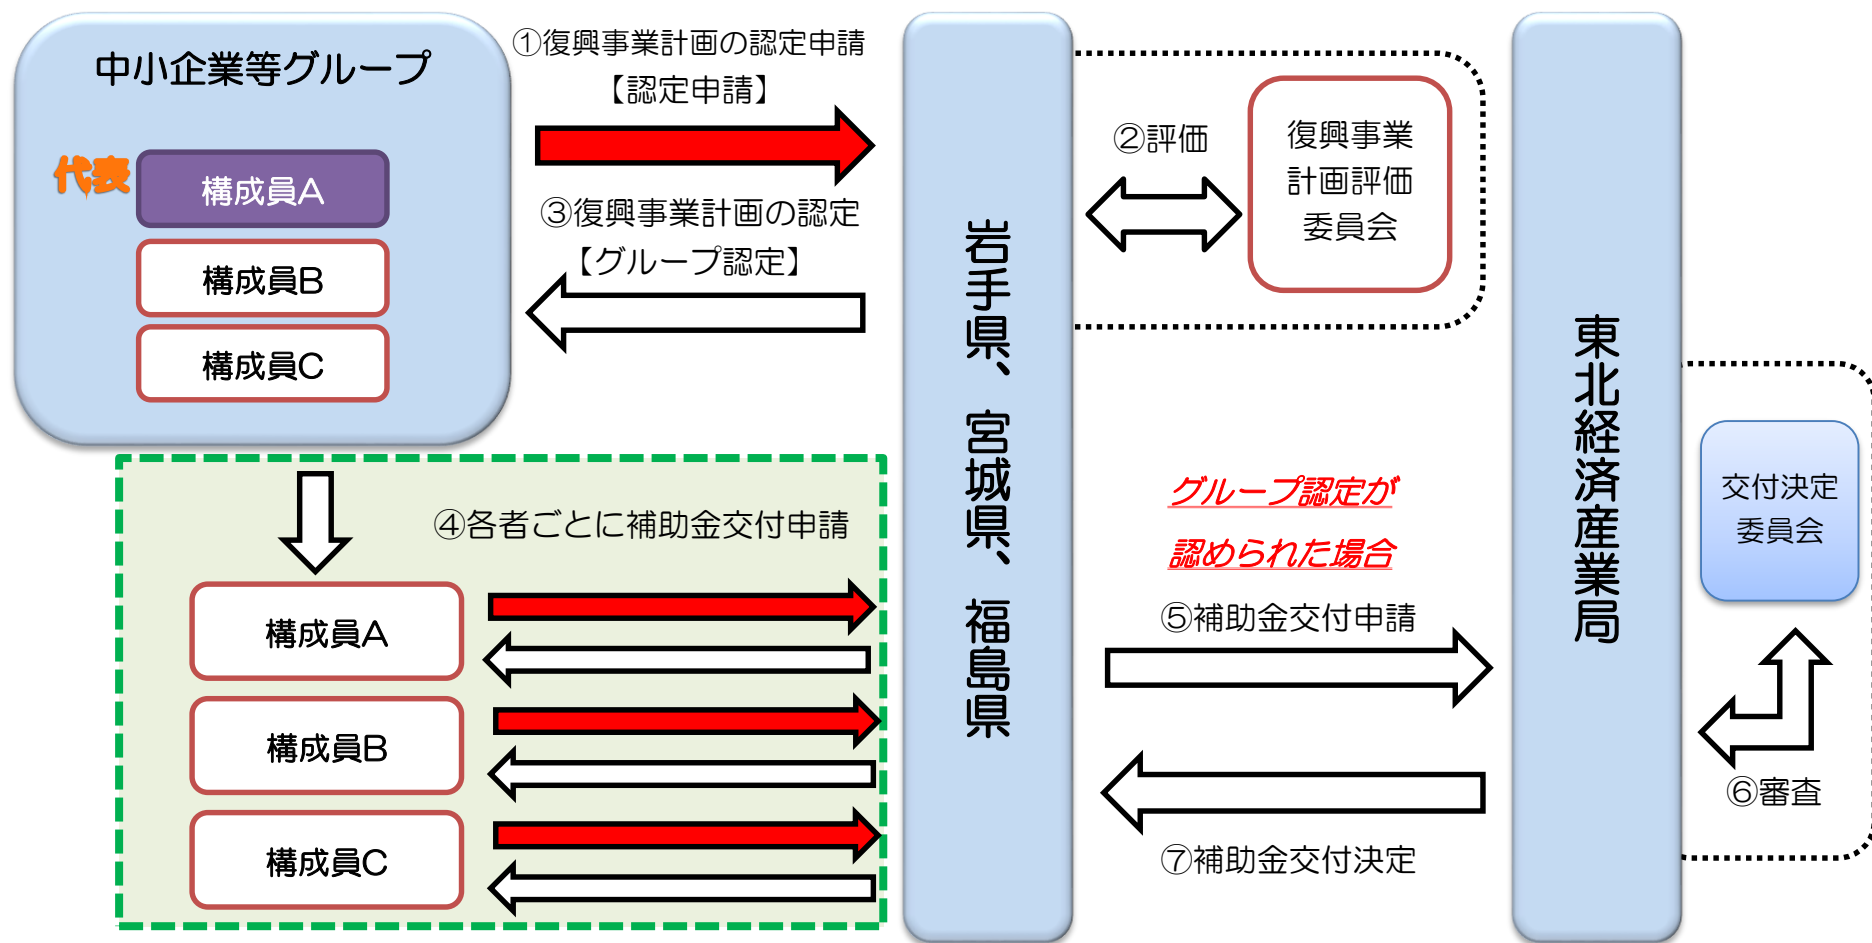 中小企業等グループ
代表
構成員A
構成員B
構成員C
①復興事業計画の認定申請
【認定申請】
③復興事業計画の認定
【グループ認定】
②評価
復興事業
計画評価
委員会
岩手県、宮城県、福島県
東北経済産業局
④各者ごとに補助金交付申請
構成員A
構成員B
構成員C
グループ認定が
認められた場合
⑤補助金交付申請
⑦補助金交付決定
交付決定
委員会
⑥審査